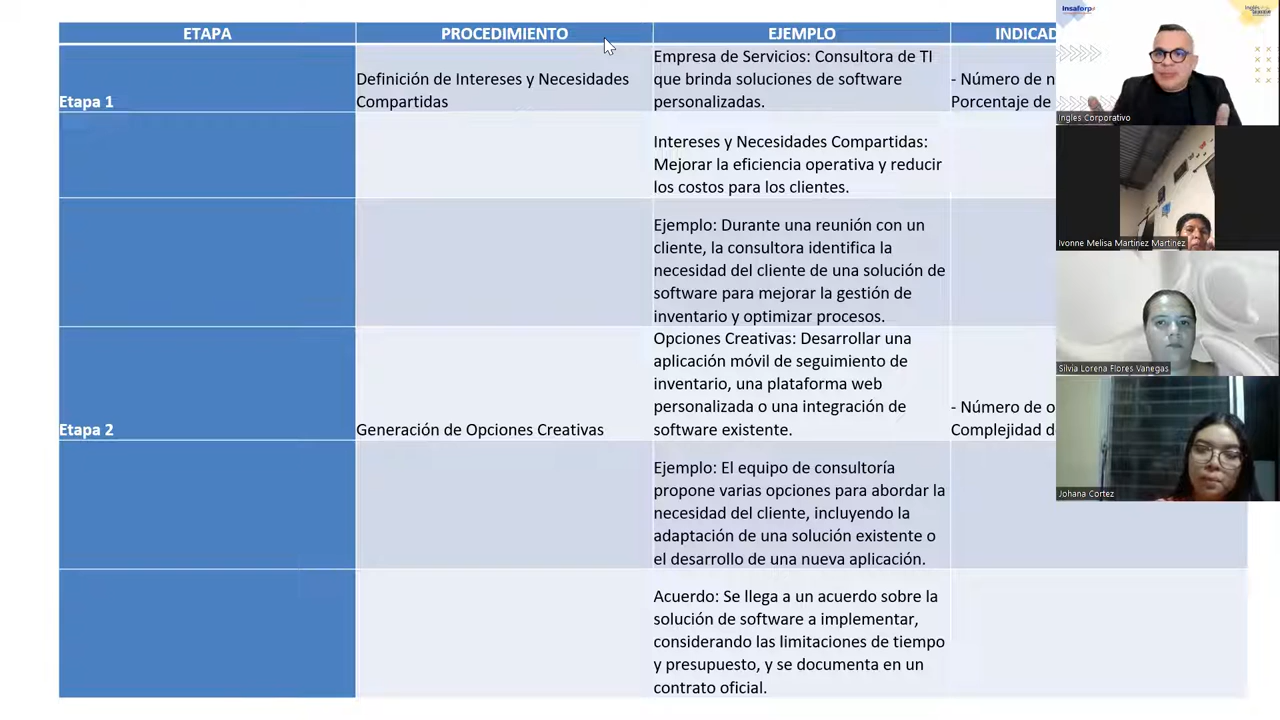 ETAPA
PROCEDIMIENTO
EJEMPLO
INDICAD
Etapa 1
Definición de Intereses y Necesidades
Compartidas
Empresa de Servicios: Consultora de TI
que brinda soluciones de software
personalizadas.
- Número de n
Porcentaje de
Intereses y Necesidades Compartidas:
Mejorar la eficiencia operativa y reducir
los costos para los clientes.
Ejemplo: Durante una reunión con un
cliente, la consultora identifica la
necesidad del cliente de una solución de
software para mejorar la gestión de
inventario y optimizar procesos.
Etapa 2
Generación de Opciones Creativas
Opciones Creativas: Desarrollar una
aplicación móvil de seguimiento de
inventario, una plataforma web
personalizada o una integración de
software existente.
- Número de o
Complejidad d
Ejemplo: El equipo de consultoría
propone varias opciones para abordar la
necesidad del cliente, incluyendo la
adaptación de una solución existente o
el desarrollo de una nueva aplicación.
Acuerdo: Se llega a un acuerdo sobre la
solución de software a implementar,
considerando las limitaciones de tiempo
y presupuesto, y se documenta en un
contrato oficial.
Insaforp
Ingles Corporativo
Ivonne Melisa Martinez Martinez
Silvia Lorena Flores Vanegas
Johana Cortez